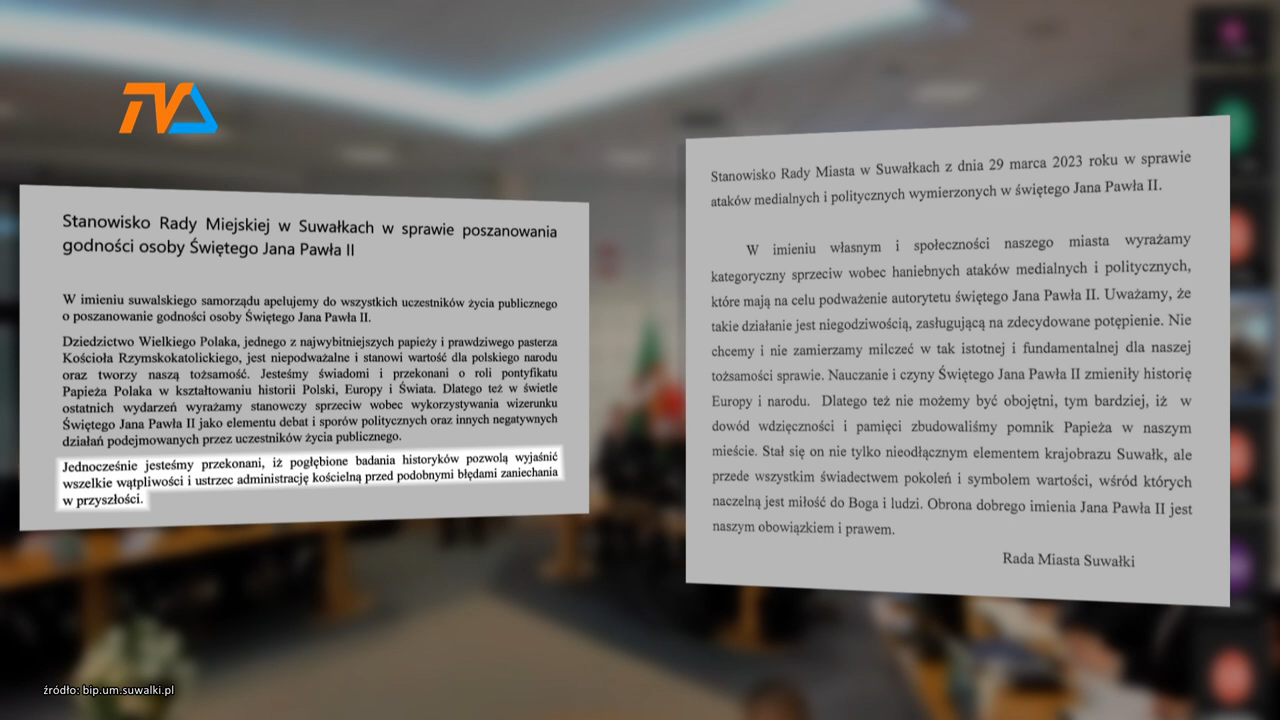 TVA
Stanowisko Rady Miejskiej w Suwałkach w sprawie poszanowania
godności osoby Świętego Jana Pawła II
W imieniu suwalskiego samorządu apelujemy do wszystkich uczestników życia publicznego
o poszanowanie godności osoby Świętego Jana Pawła II.
Dziedzictwo Wielkiego Polaka, jednego z najwybitniejszych papieży i prawdziwego pasterza
Kościoła Rzymskokatolickiego, jest niepodważalne i stanowi wartość dla polskiego narodu
oraz tworzy naszą tożsamość. Jesteśmy świadomi i przekonani o roli pontyfikatu
Papieża Polaka w kształtowaniu historii Polski, Europy i Świata. Dlatego też w świetle
ostatnich wydarzeń wyrażamy stanowczy sprzeciw wobec wykorzystywania wizerunku
Świętego Jana Pawła II jako elementu debat i sporów politycznych oraz innych negatywnych
działań podejmowanych przez uczestników życia publicznego.
Jednocześnie jesteśmy przekonani, iż pogłębione badania historyków pozwolą wyjaśnić
wszelkie wątpliwości i ustrzec administrację kościelną przed podobnymi błędami zaniechania
w przyszłości.
Stanowisko Rady Miasta w Suwałkach z dnia 29 marca 2023 roku w sprawie
ataków medialnych i politycznych wymierzonych w świętego Jana Pawła II.
W imieniu własnym i społeczności naszego miasta wyrażamy
kategoryczny sprzeciw wobec haniebnych ataków medialnych i politycznych,
które mają na celu podważenie autorytetu świętego Jana Pawła II. Uważamy, że
takie działanie jest niegodziwością, zasługującą na zdecydowane potępienie. Nie
chcemy i nie zamierzamy milczeć w tak istotnej i fundamentalnej dla naszej
tożsamości sprawie. Nauczanie i czyny Świętego Jana Pawła II zmieniły historię
Europy i narodu. Dlatego też nie możemy być obojętni, tym bardziej, iż w
dowód wdzięczności i pamięci zbudowaliśmy pomnik Papieża w naszym
mieście. Stał się on nie tylko nieodłącznym elementem krajobrazu Suwałk, ale
przede wszystkim świadectwem pokoleń i symbolem wartości, wśród których
naczelną jest miłość do Boga i ludzi. Obrona dobrego imienia Jana Pawła II jest
naszym obowiązkiem i prawem.
Rada Miasta Suwałki
źródło: bip.um.suwalki.pl